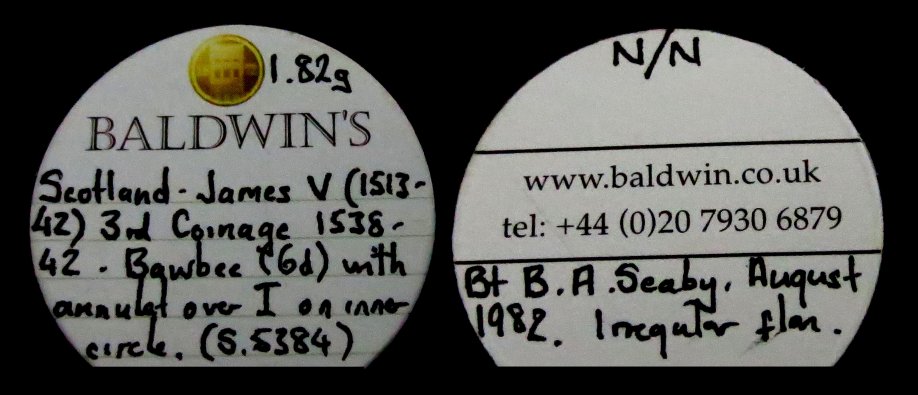 1.82g
BALDWIN'S
Scotland - James V (1513-
42) 3rd Coinage 1538-
42 - Bawbee (6d) with
annulet over I on inner
circle. (S.5384)
N/N
www.baldwin.co.uk
tel: +44 (0)20 7930 6879
Bt B.A.Seaby. August
1982. Irregular flan.